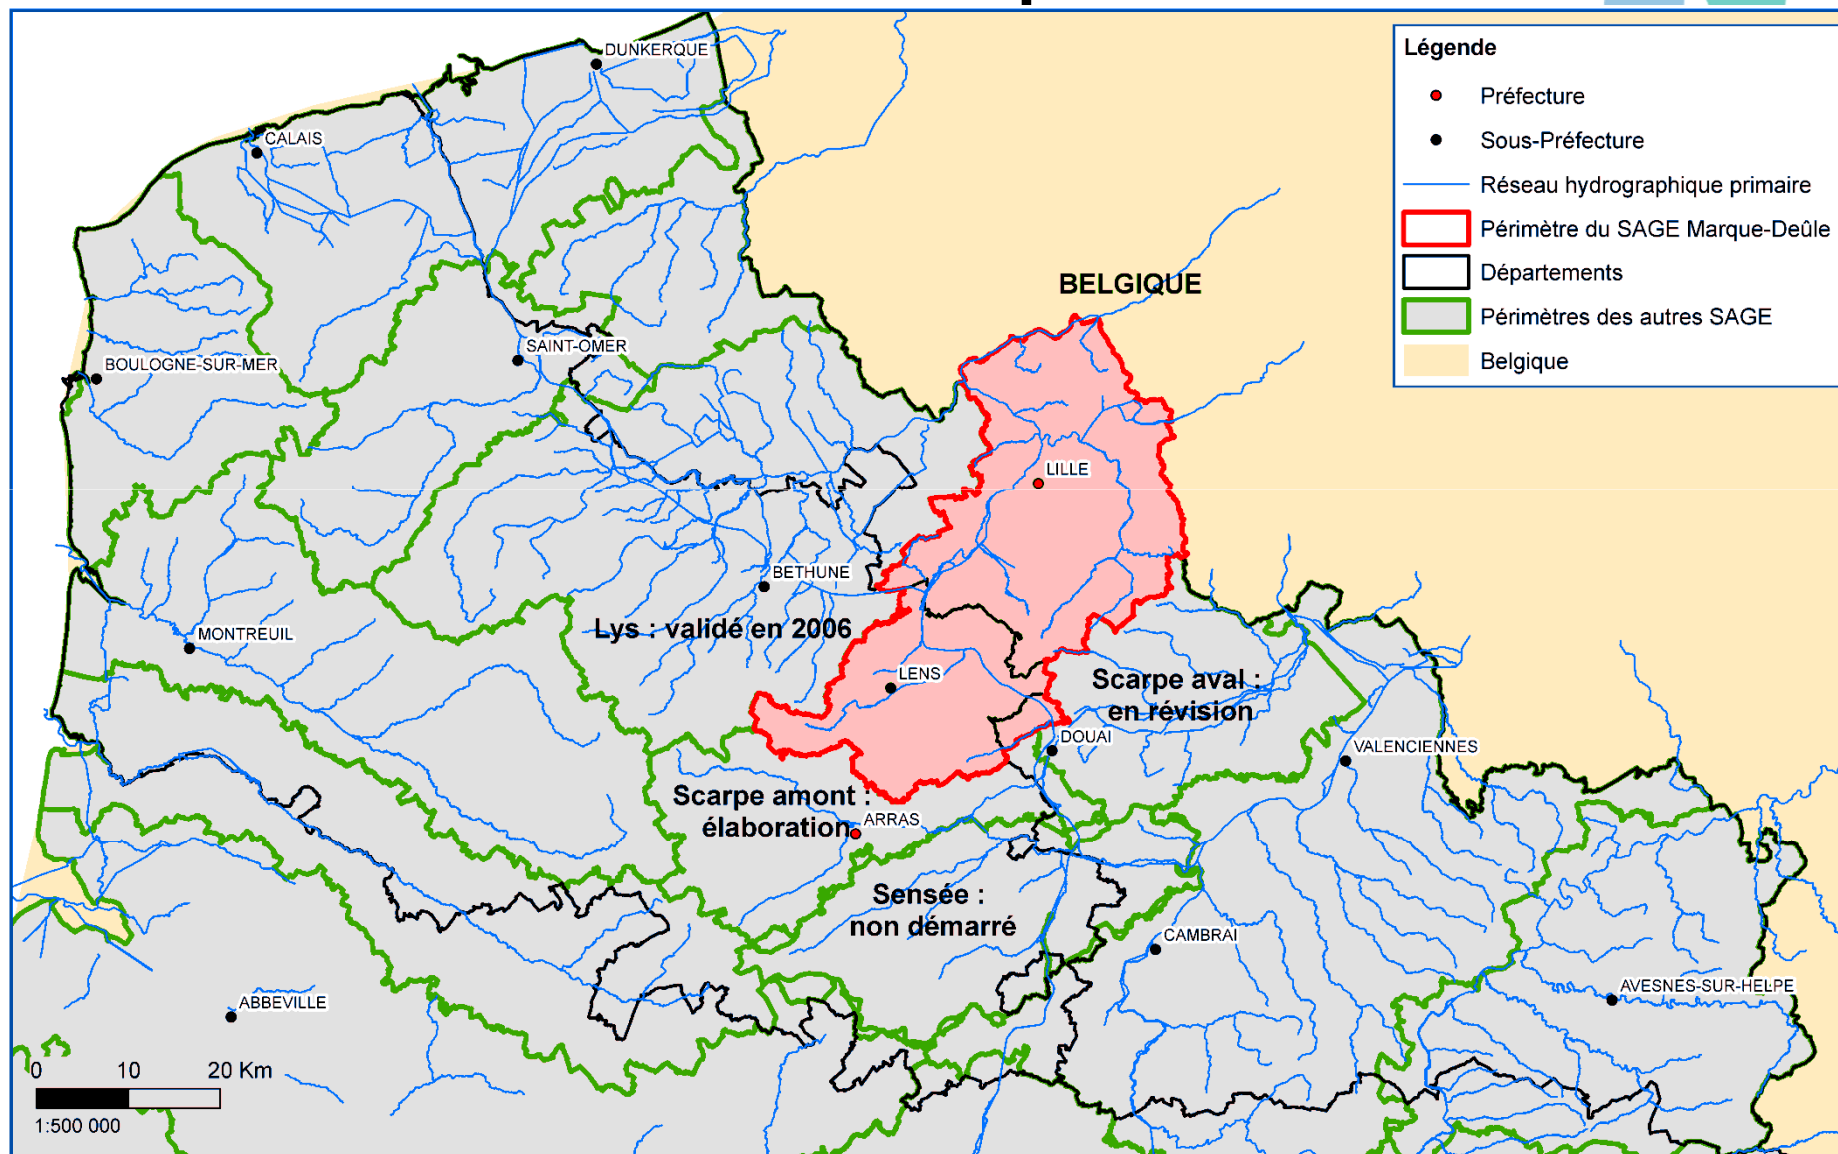 DUNKERQUE
CALAIS
BELGIQUE
SAINT-OMER
BOULOGNE-SUR-MER
LILLE
BETHUNE
Lys : validé en 2006
MONTREUIL
LENS
Scarpe aval :
en révision
DOUAI
VALENCIENNES
Scarpe amont :
élaboration
ARRAS
Sensée :
non démarré
CAMBRAI
AVESNES-SUR-HELPE
ABBEVILLE
0 10 20 Km
1:500 000
Légende
Préfecture
Sous-Préfecture
Réseau hydrographique primaire
Périmètre du SAGE Marque-Deûle
Départements
Périmètres des autres SAGE
Belgique